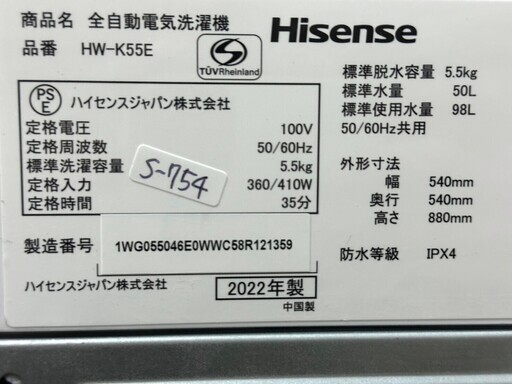 商品名 全自動電気洗濯機
品番 HW-K55E
TÜVRheinland
Hisense
PS
E
ハイセンスジャパン株式会社
定格電圧 100V
定格周波数 50/60Hz
標準洗濯容量 5.5kg
定格入力 360/410W
定格時間 35分
S-754
製造番号 1WG055046E0WWC58R121359
ハイセンスジャパン株式会社
2022年製
中国製
標準脱水容量 5.5kg
標準水量 50L
標準使用水量 98L
50/60Hz共用
外形寸法
幅 540mm
奥行 540mm
高さ 880mm
防水等級 IPX4